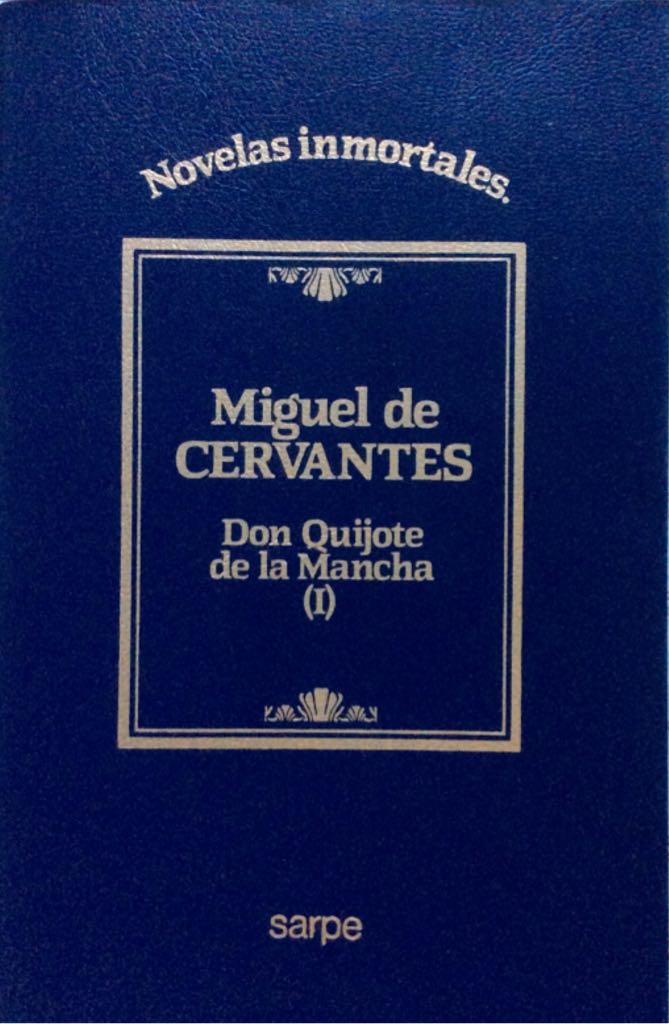 Novelas inmortales.
Miguel de
CERVANTES
Don Quijote
de la Mancha
(I)
sarpe